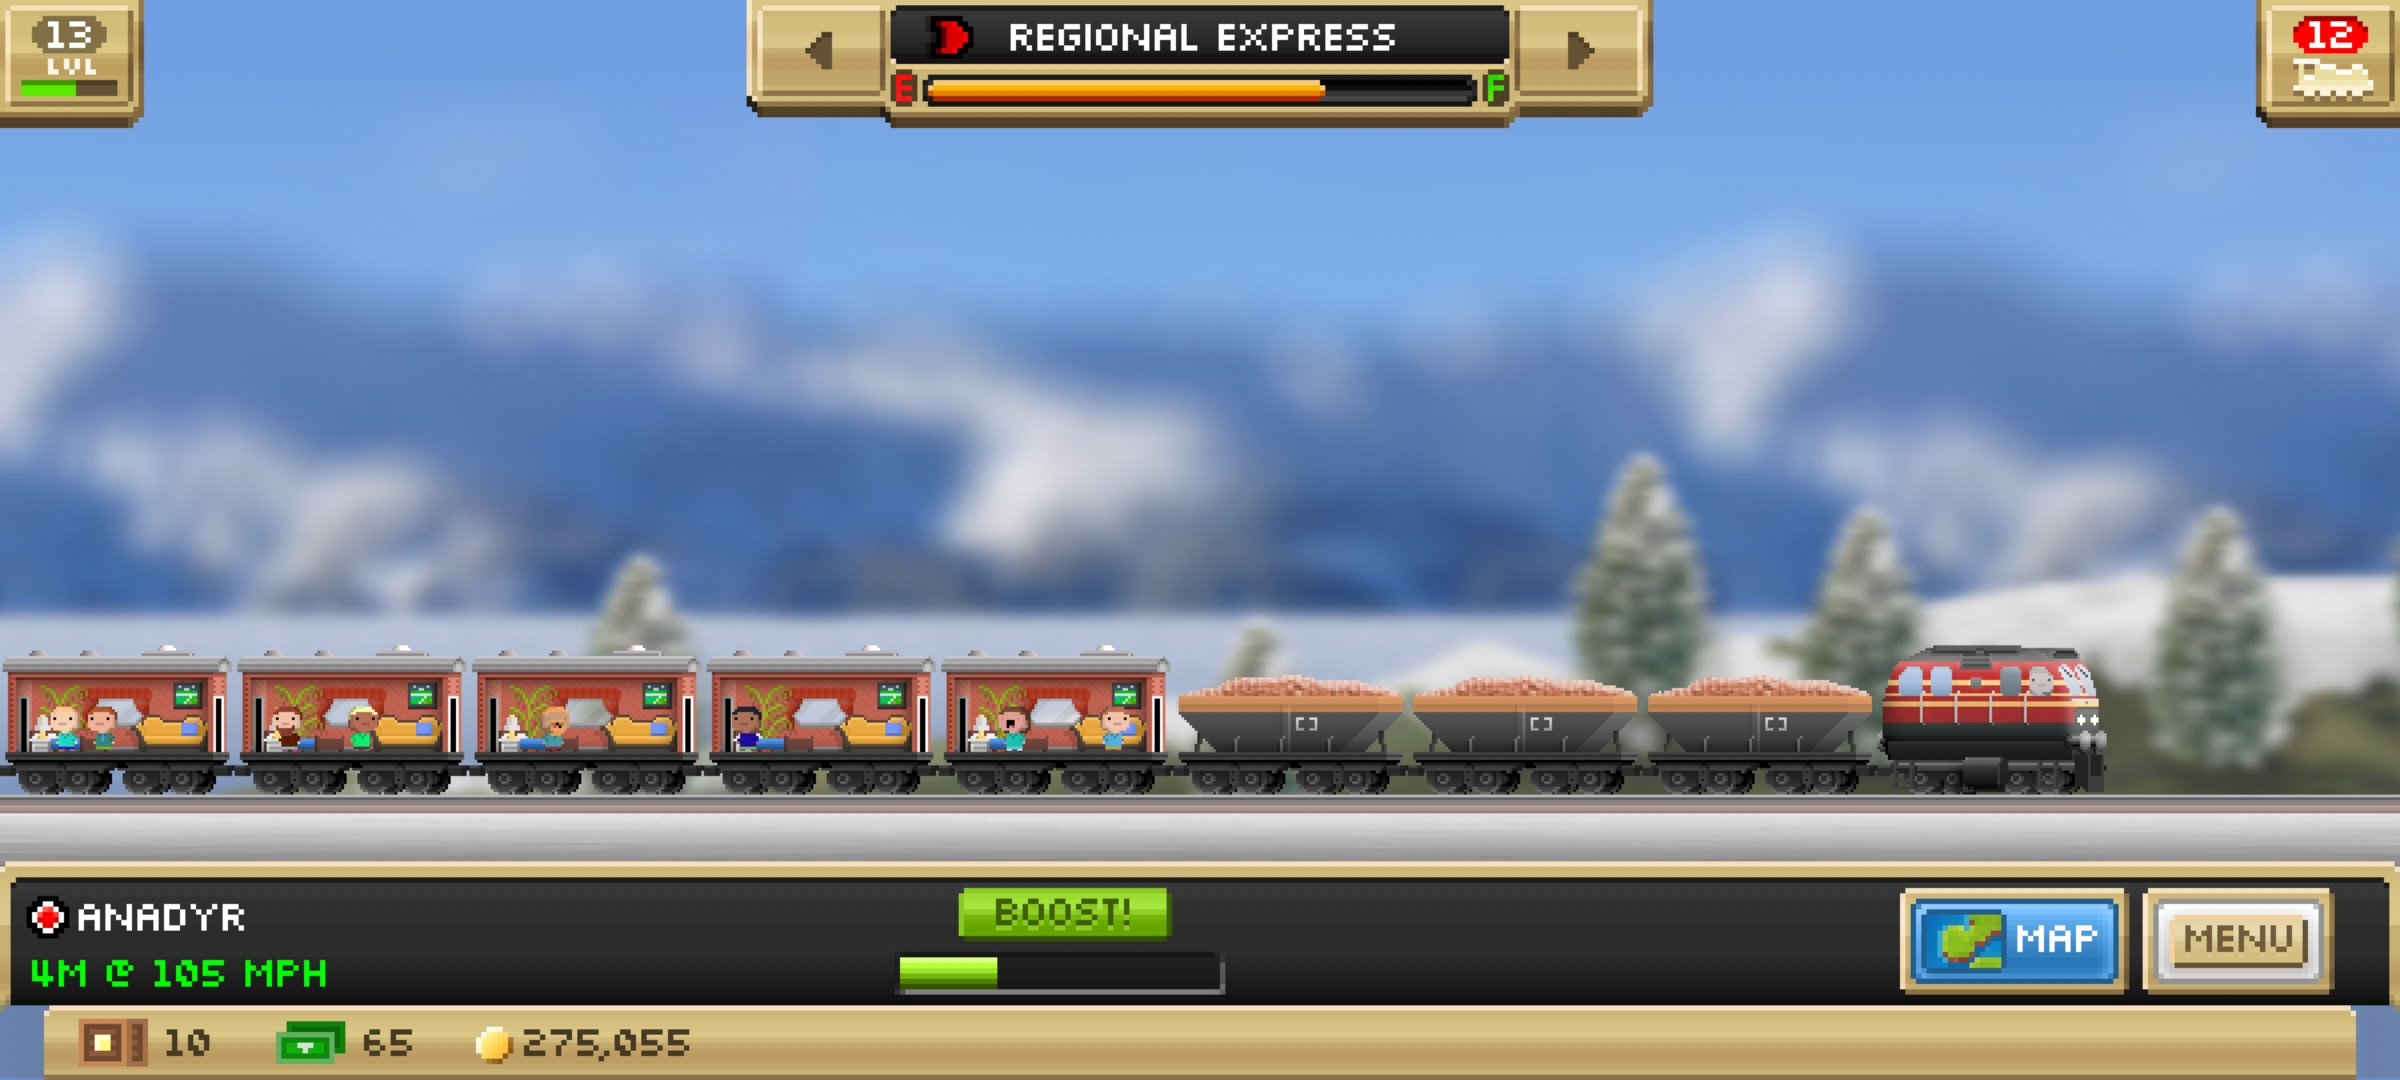 13
LVL
REGIONAL EXPRESS
E F
12
ANADYR
4M @ 105 MPH
BOOST!
MAP
MENU
10
65
275,055